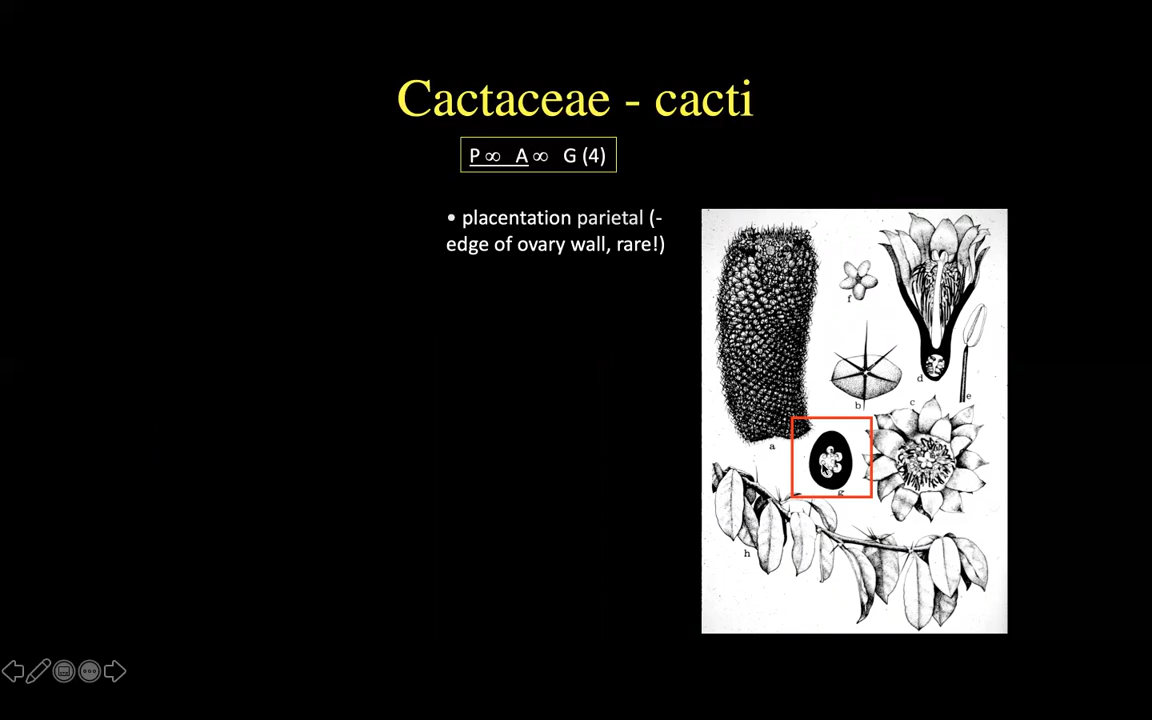 Cactaceae - cacti
P ∞ A ∞ G (4)
• placentation parietal (-
edge of ovary wall, rare!)
f
d
e
b
c
a
g
h